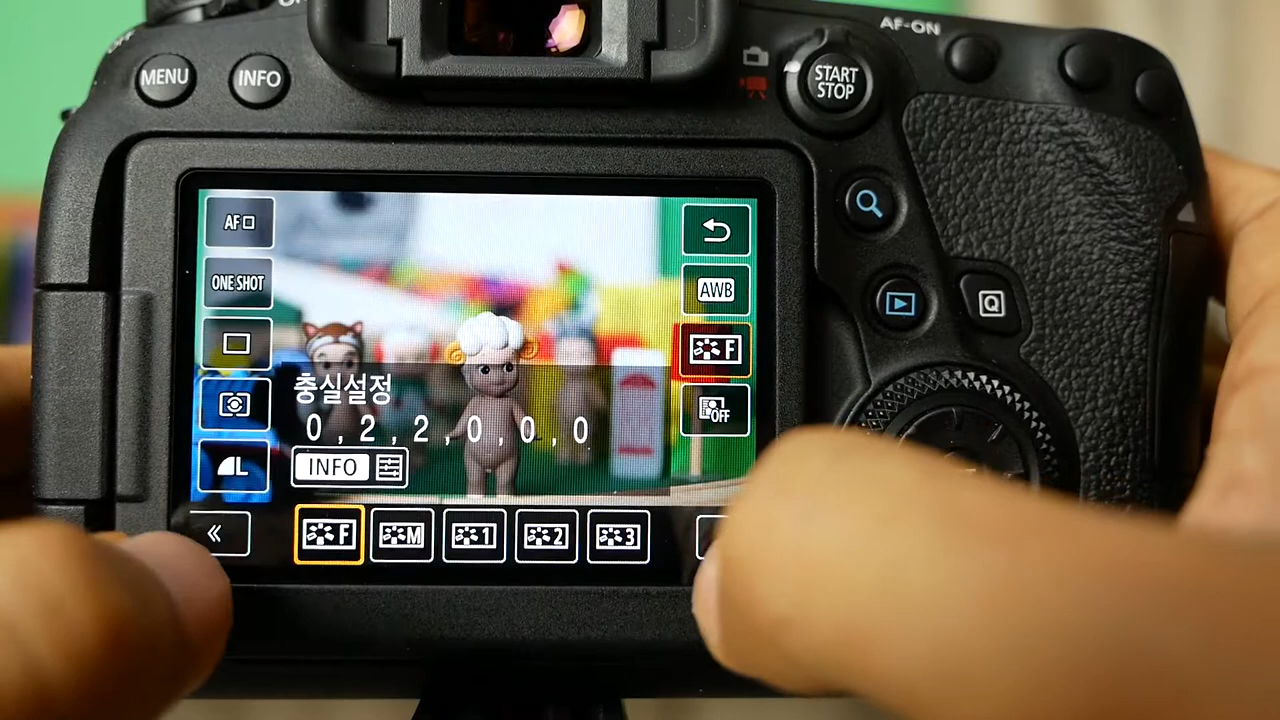 AF-ON
MENU
INFO
START
STOP
AF
ONE SHOT
L
AWB
F
OFF
Q
충실설정
0,2,2,0,0,0
INFO
F
M
1
2
3